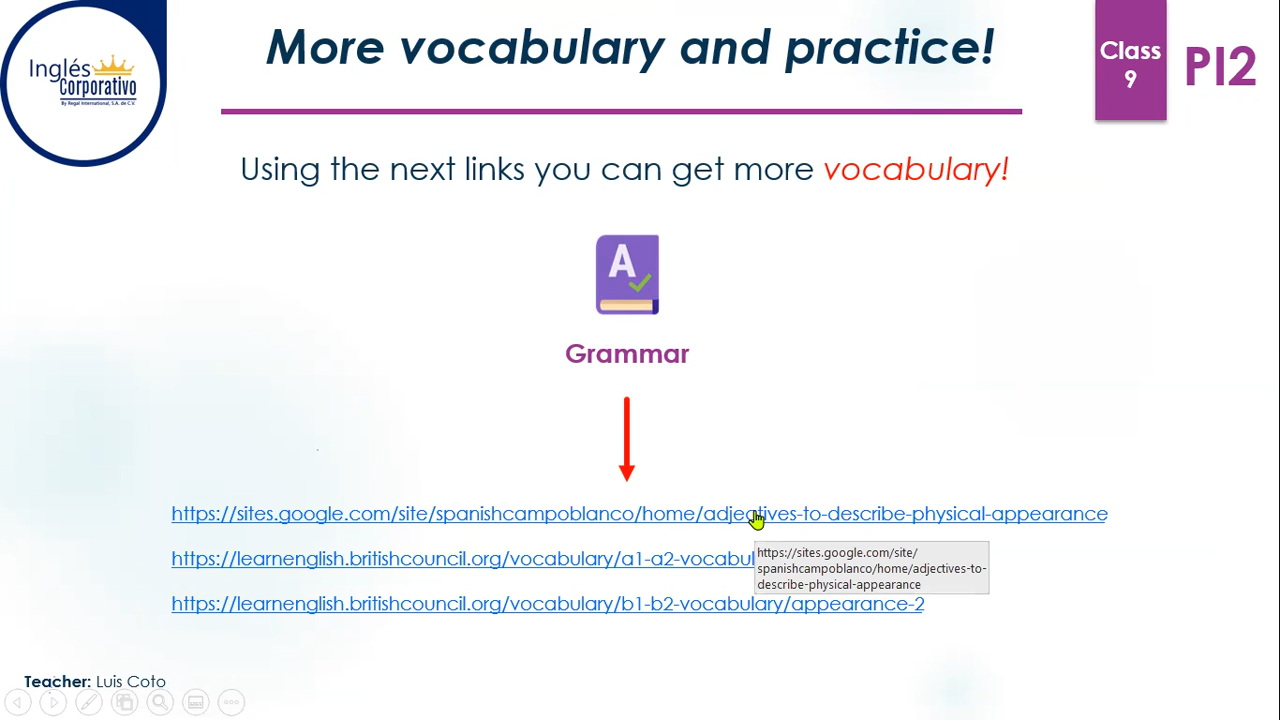 Inglés
Corporativo
By Regal International, S.A. de C.V.
More vocabulary and practice!
Class
9
PI2
Using the next links you can get more vocabulary!
A
Grammar
https://sites.google.com/site/spanishcampoblanco/home/adjectives-to-describe-physical-appearance
https://learnenglish.britishcouncil.org/vocabulary/a1-a2-vocabul
https://sites.google.com/site/
spanishcampoblanco/home/adjectives-to-
describe-physical-appearance
https://learnenglish.britishcouncil.org/vocabulary/b1-b2-vocabulary/appearance-2
Teacher: Luis Coto